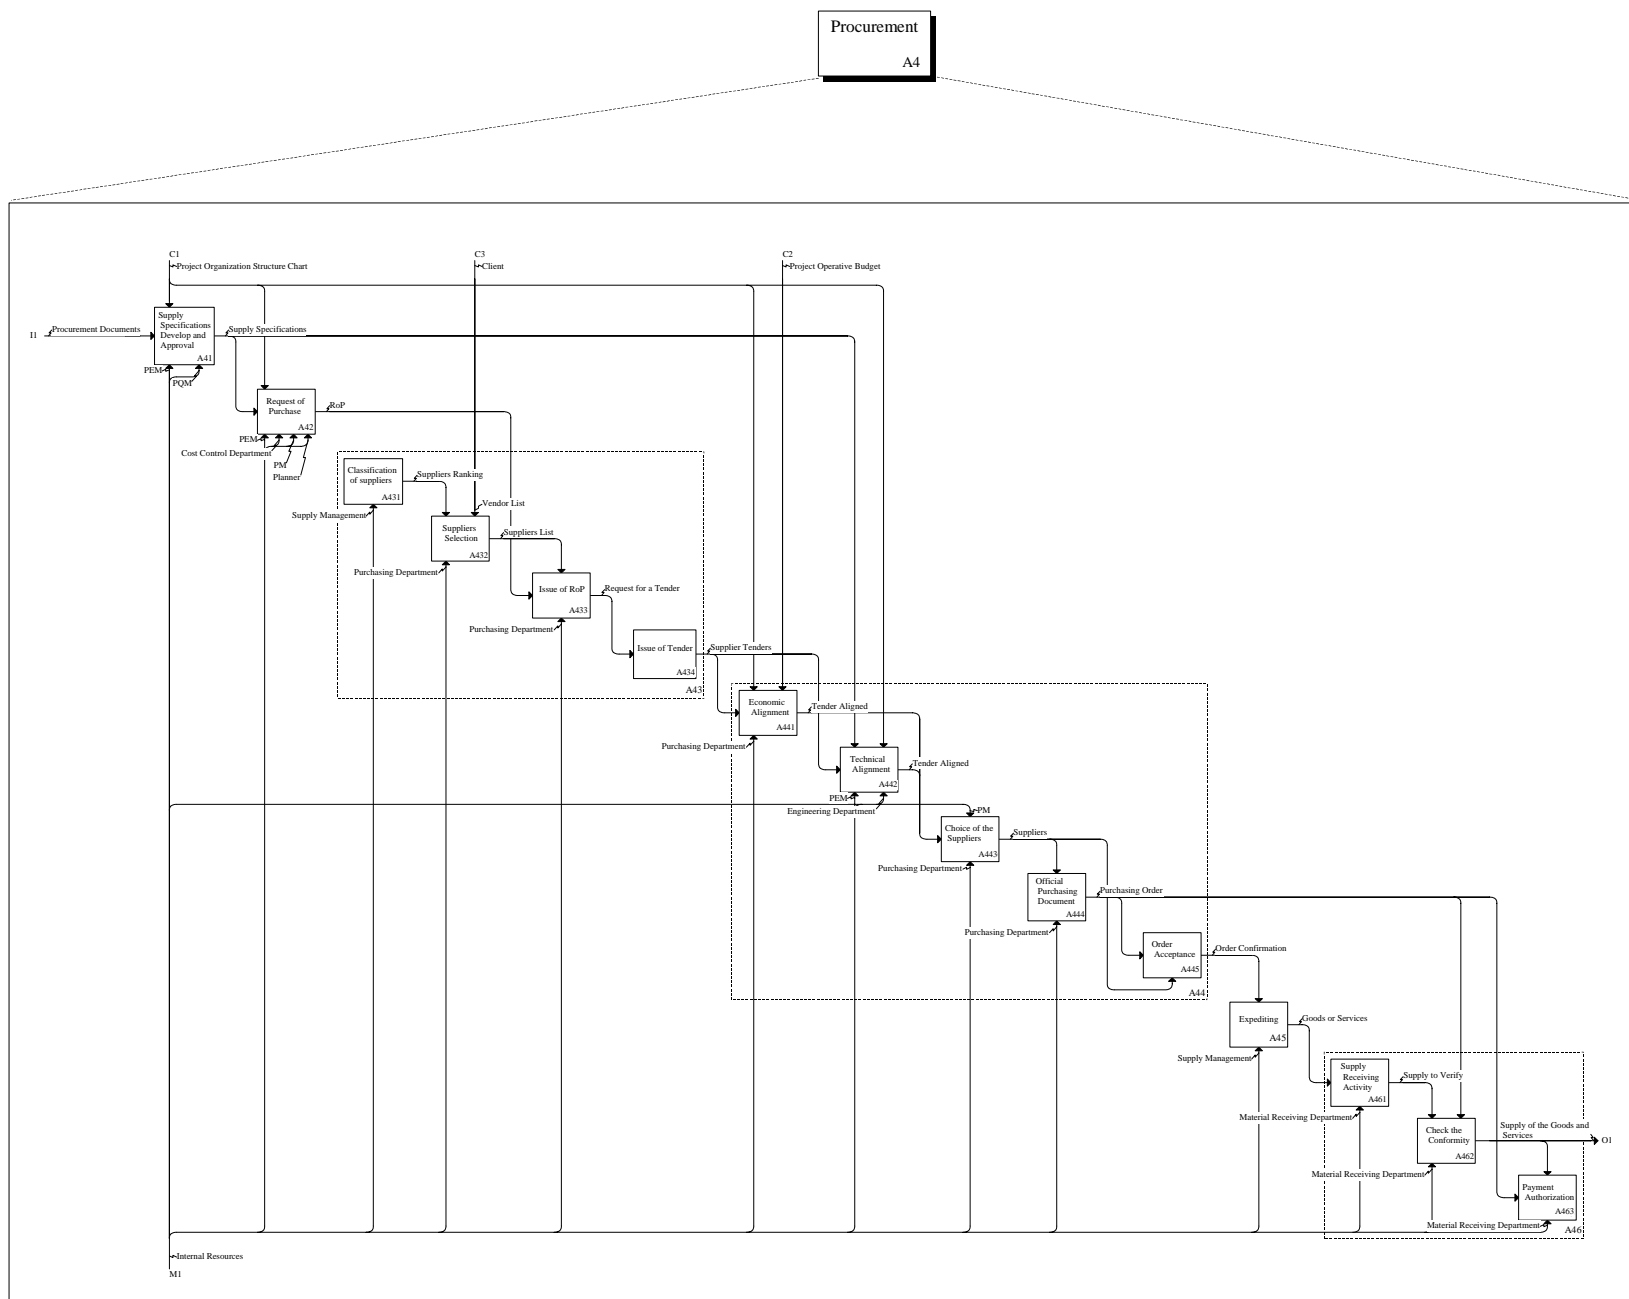 Procurement
A4
C1
Project Organization Structure Chart
C3
Client
C2
Project Operative Budget
I1
Procurement Documents
Supply
Specifications
Develop and
Approval
A41
Supply Specifications
PEM
PQM
Request of
Purchase
A42
RoP
PEM
Cost Control Department
PM
Planner
Classification
of suppliers
A431
Suppliers Ranking
Supply Management
Vendor List
Suppliers
Selection
A432
Suppliers List
Purchasing Department
Issue of RoP
A433
Request for a Tender
Purchasing Department
Issue of Tender
A434
A43
Supplier Tenders
Economic
Alignment
A441
Tender Aligned
Purchasing Department
Technical
Alignment
A442
Tender Aligned
PEM
Engineering Department
PM
Choice of the
Suppliers
A443
Suppliers
Purchasing Department
Official
Purchasing
Document
A444
Purchasing Order
Purchasing Department
Order
Acceptance
A445
A44
Order Confirmation
Expediting
A45
Goods or Services
Supply Management
Supply
Receiving
Activity
A461
Supply to Verify
Material Receiving Department
Check the
Conformity
A462
Supply of the Goods and
Services
O1
Material Receiving Department
Payment
Authorization
A463
Material Receiving Department
A46
Internal Resources
M1